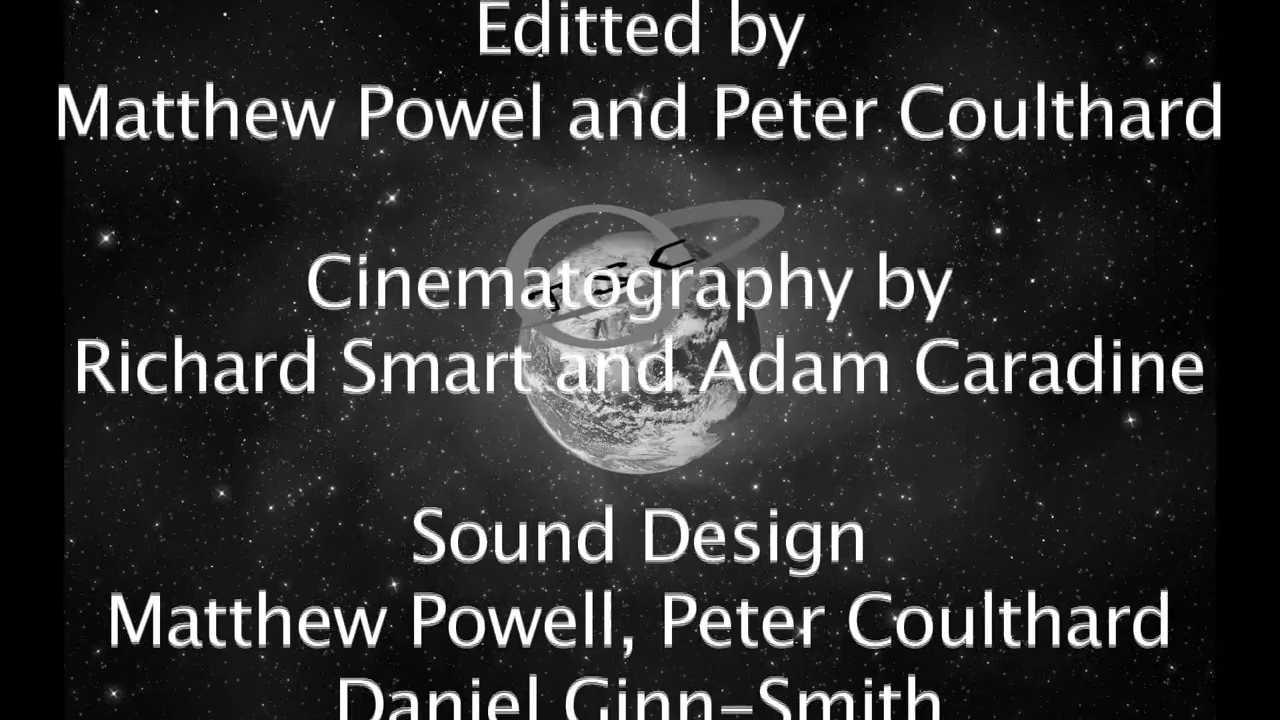 Editted by
Matthew Powel and Peter Coulthard
Cinematography by
Richard Smart and Adam Caradine
Sound Design
Matthew Powell, Peter Coulthard
Daniel Ginn-Smith